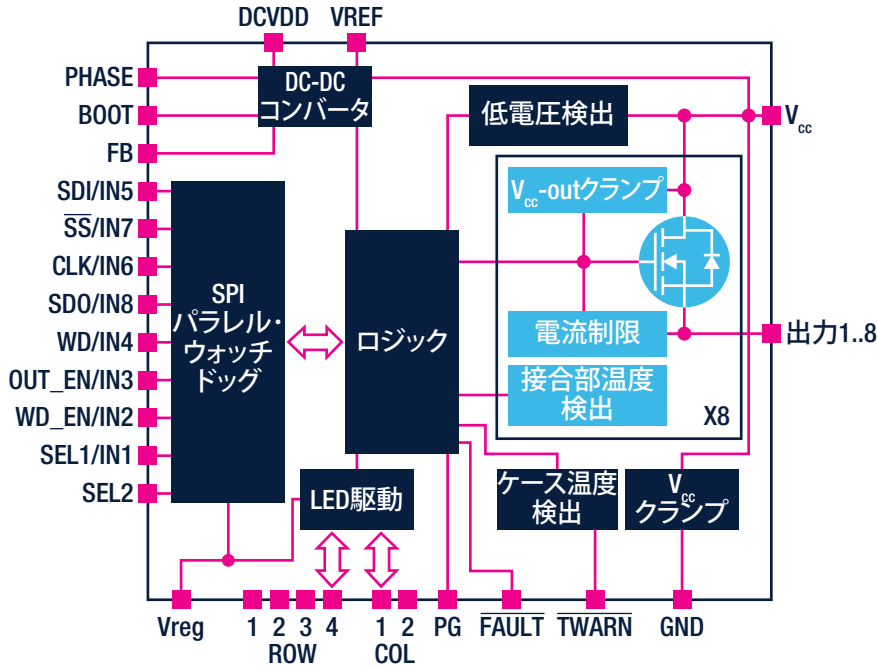 DCVDD VREF
PHASE
BOOT
FB
SDI/IN5
SS/IN7
CLK/IN6
SDO/IN8
WD/IN4
OUT_EN/IN3
WD_EN/IN2
SEL1/IN1
SEL2
DC-DC
コンバータ
低電圧検出
Vcc
Vcc-outクランプ
SPI
パラレル・
ウォッチ
ドッグ
ロジック
電流制限
出力1..8
接合部温度
検出
X8
LED駆動
ケース温度
検出
Vcc
クランプ
Vreg
1 2 3 4
ROW
1 2
COL
PG
FAULT
TWARN
GND